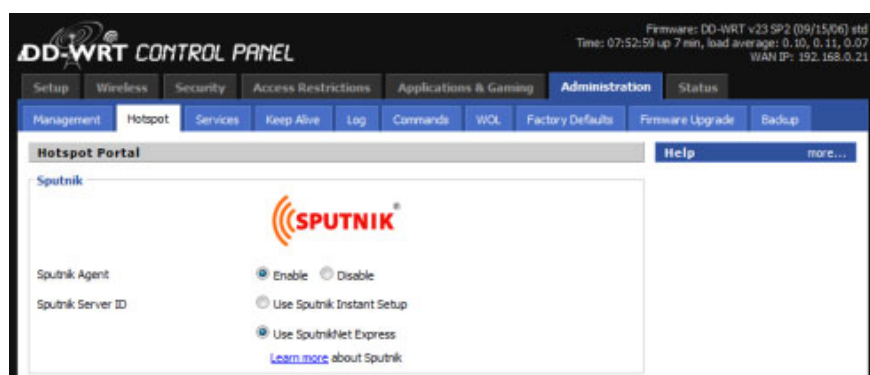 Firmware: DD-WRT v23 SP2 (09/15/06) std
DD-WRT CONTROL PANEL
Time: 07:52:59 up 7 min, load average: 0.10, 0.11, 0.07
WAN IP: 192.168.0.21
Setup Wireless Security Access Restrictions Applications & Gaming Administration Status
Management Hotspot Services Keep Alive Log Commands WOL Factory Defaults Firmware Upgrade Backup
Hotspot Portal
Help more...
Sputnik
SPUTNIK®
Sputnik Agent Enable Disable
Sputnik Server ID Use Sputnik Instant Setup
Use SputnikNet Express
Learn more about Sputnik